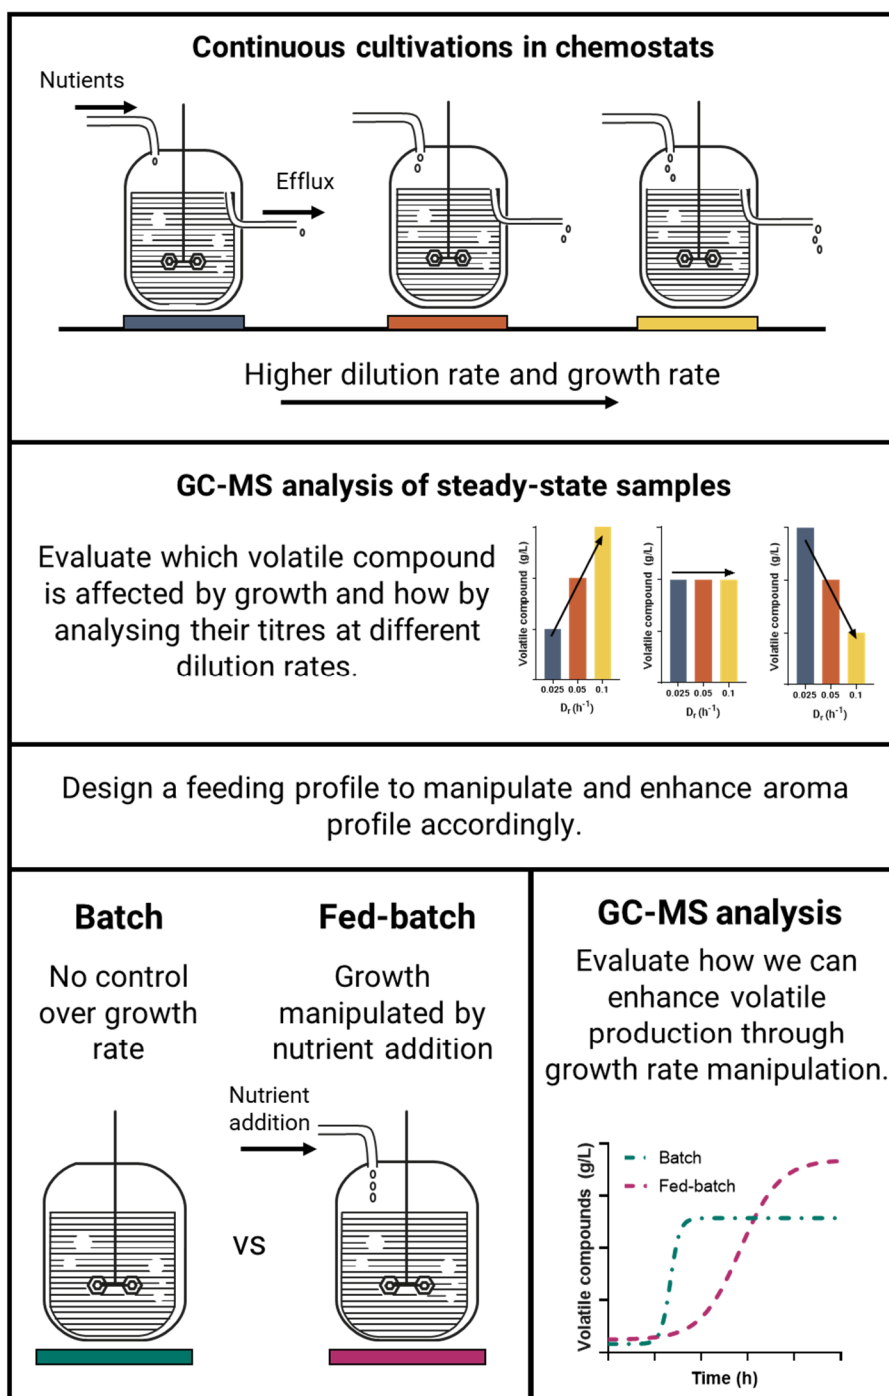 Continuous cultivations in chemostats
Nutients
Efflux
Higher dilution rate and growth rate
GC-MS analysis of steady-state samples
Evaluate which volatile compound
is affected by growth and how by
analysing their titres at different
dilution rates.
Volatile compound (g/L)
0.025 0.05 0.1
Dr (h-1)
Volatile compound (g/L)
0.025 0.05 0.1
Dr (h-1)
Volatile compound (g/L)
0.025 0.05 0.1
Dr (h-1)
Design a feeding profile to manipulate and enhance aroma
profile accordingly.
Batch
No control
over growth
rate
Fed-batch
Growth
manipulated by
nutrient addition
Nutrient
addition
vs
GC-MS analysis
Evaluate how we can
enhance volatile
production through
growth rate manipulation.
Volatile compounds (g/L)
Batch
Fed-batch
Time (h)